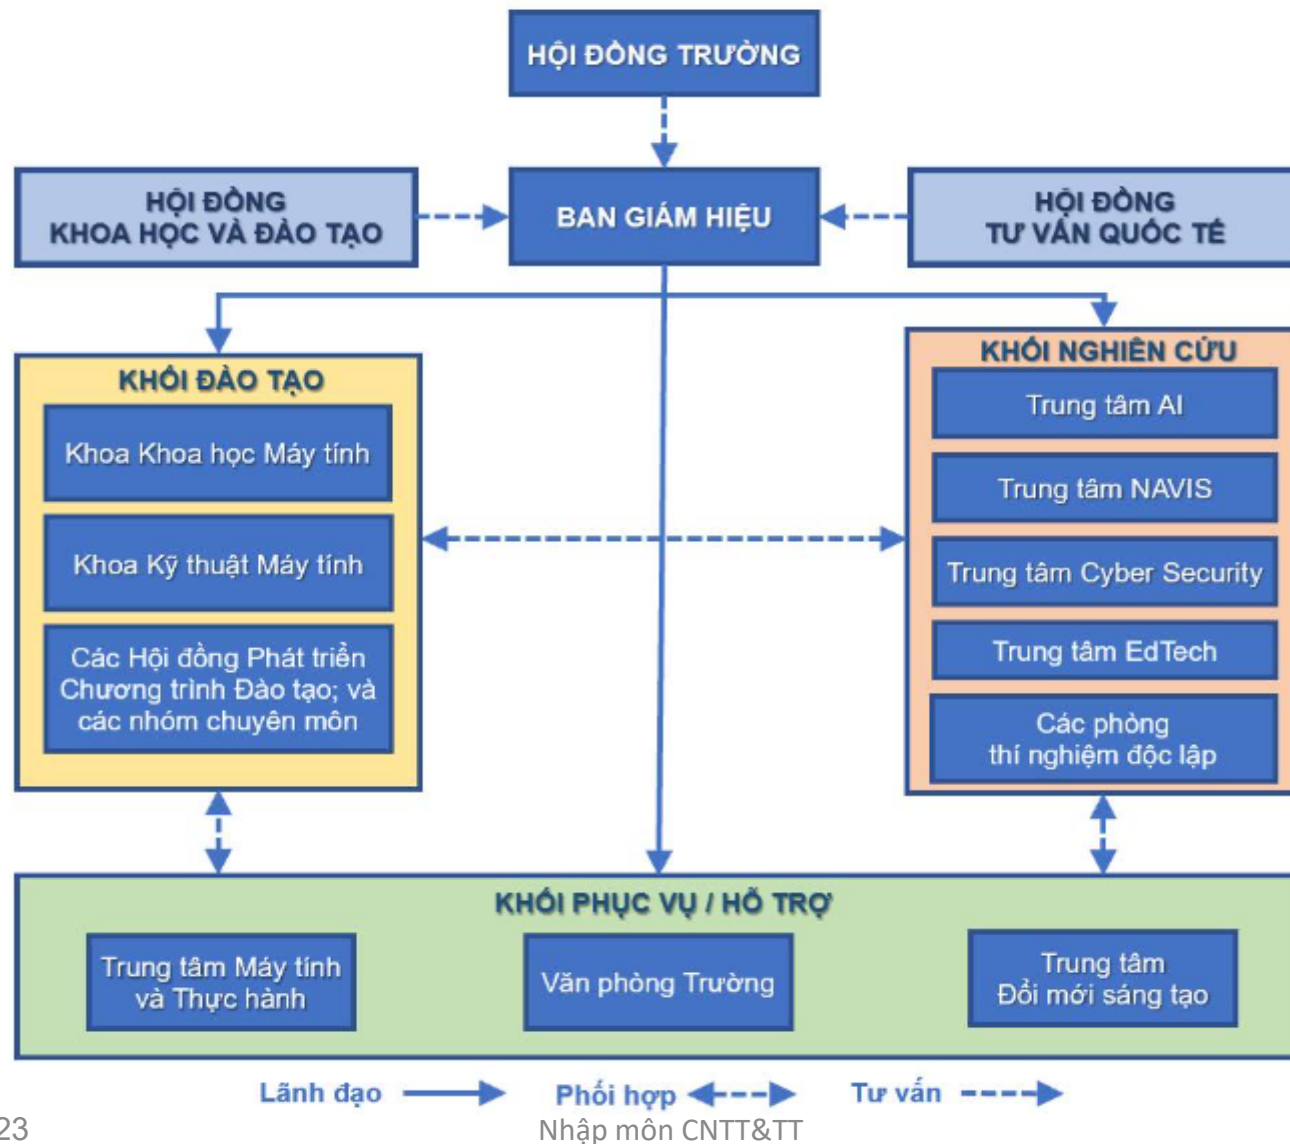 HỘI ĐỒNG TRƯỜNG
HỘI ĐỒNG
KHOA HỌC VÀ ĐÀO TẠO
BAN GIÁM HIỆU
HỘI ĐỒNG
TƯ VẤN QUỐC TẾ
KHỐI ĐÀO TẠO
Khoa Khoa học Máy tính
Khoa Kỹ thuật Máy tính
Các Hội đồng Phát triển
Chương trình Đào tạo; và
các nhóm chuyên môn
KHỐI NGHIÊN CỨU
Trung tâm AI
Trung tâm NAVIS
Trung tâm Cyber Security
Trung tâm EdTech
Các phòng
thí nghiệm độc lập
KHỐI PHỤC VỤ / HỖ TRỢ
Trung tâm Máy tính
và Thực hành
Văn phòng Trường
Trung tâm
Đổi mới sáng tạo
Lãnh đạo
Phối hợp
Tư vấn
23
Nhập môn CNTT&TT